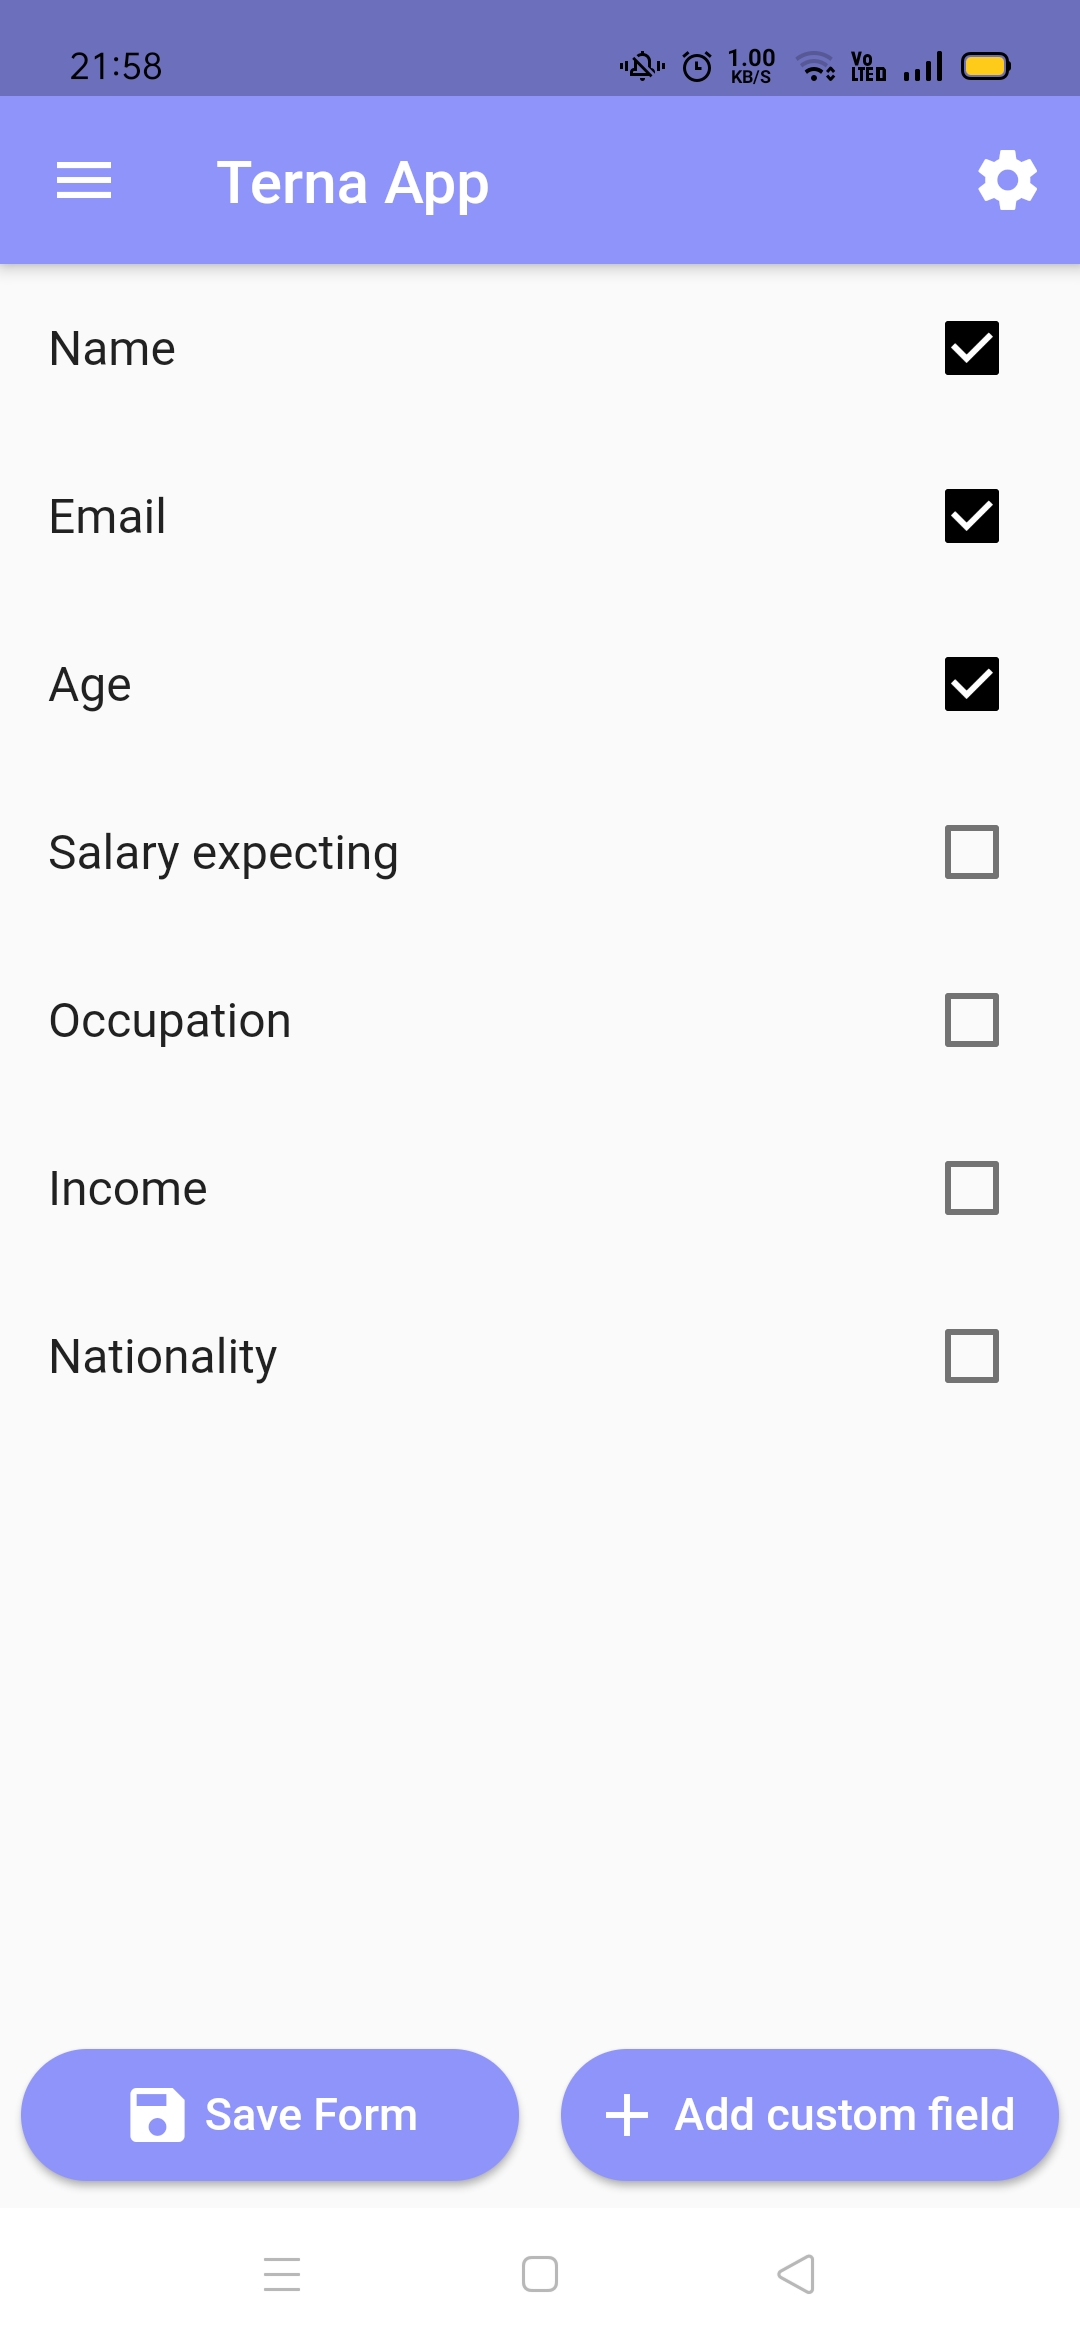 21:58
1.00
KB/S
Vo
LTE
Terna App
Name
Email
Age
Salary expecting
Occupation
Income
Nationality
Save Form
Add custom field